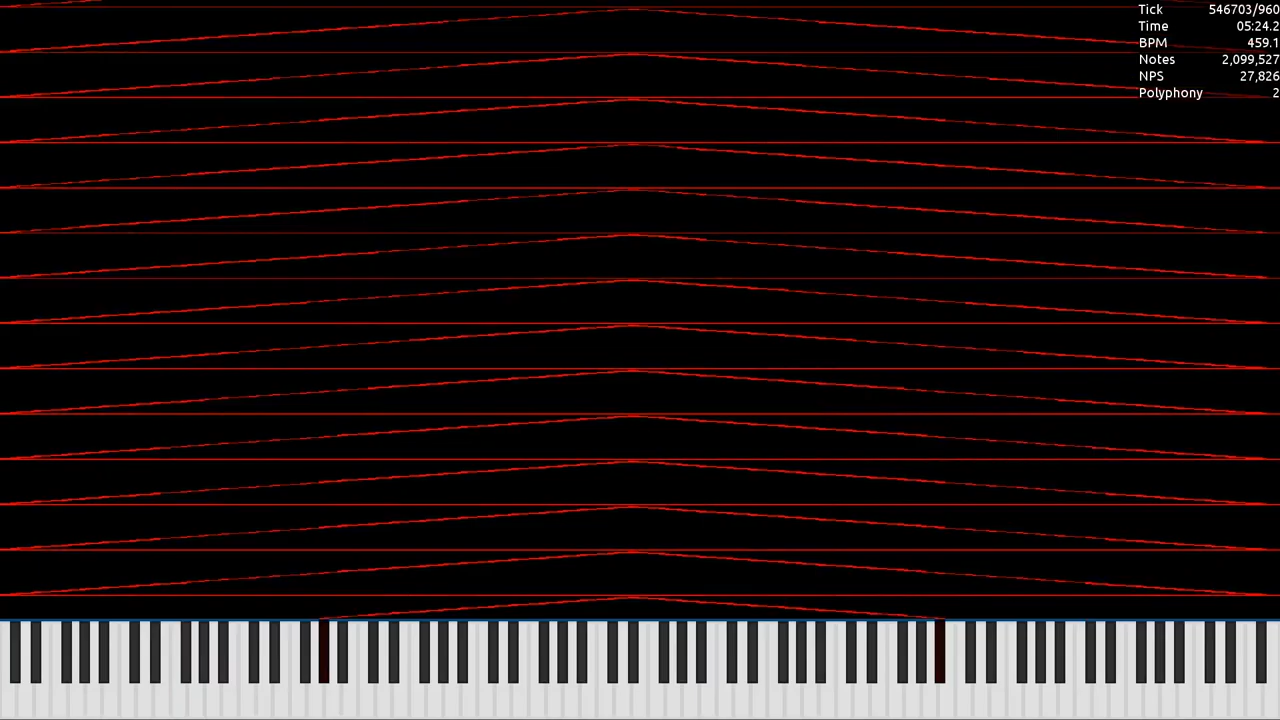 Tick 546703/960
Time 05:24.2
BPM 459.1
Notes 2,099,527
NPS 27,826
Polyphony 2